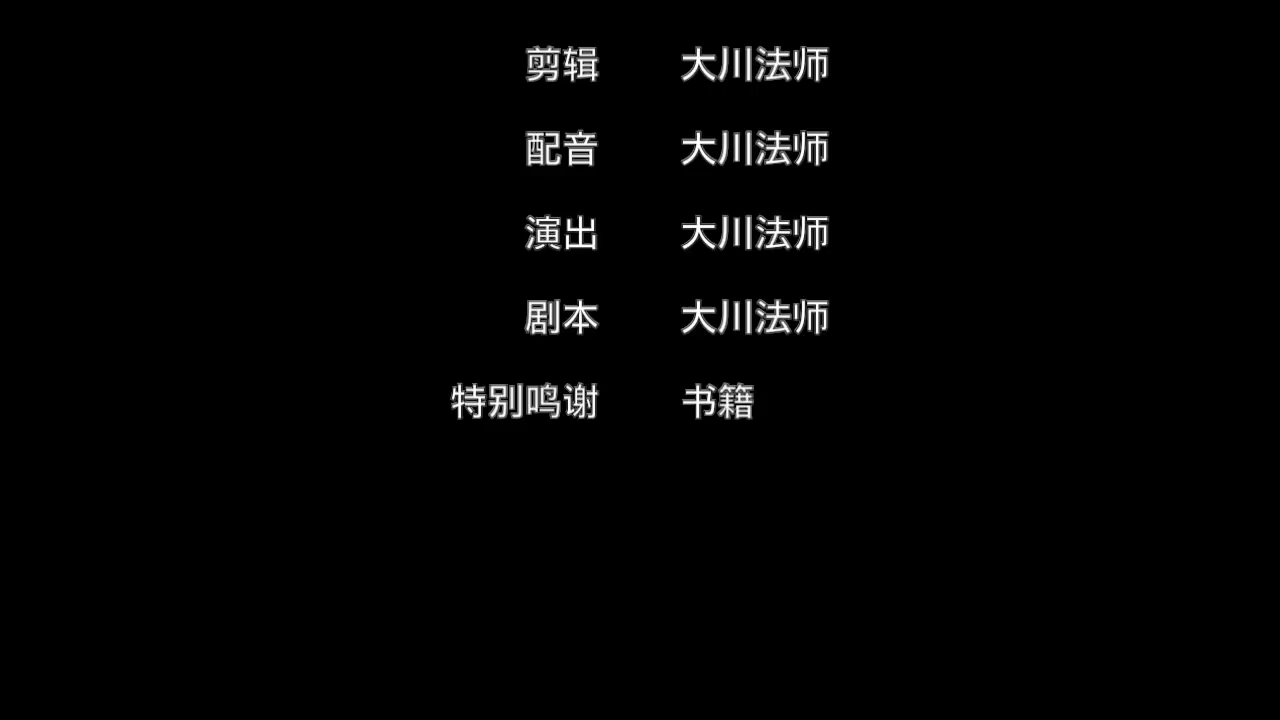 剪辑 大川法师
配音 大川法师
演出 大川法师
剧本 大川法师
特别鸣谢 书籍